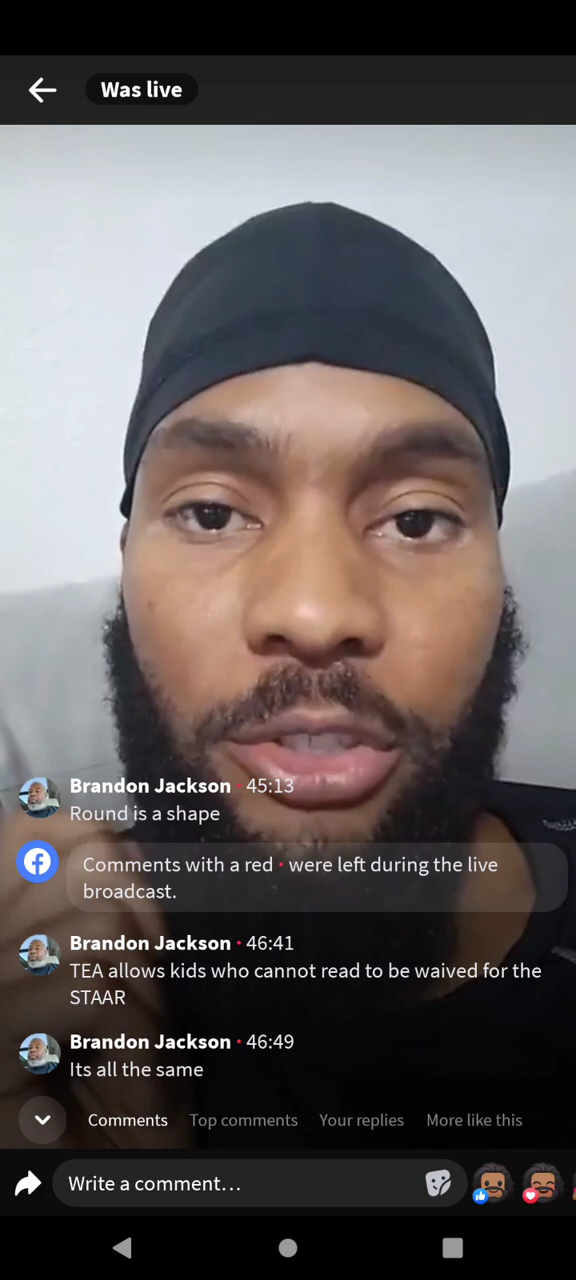 Was live
Brandon Jackson 45:13
Round is a shape
Comments with a red • were left during the live
broadcast.
Brandon Jackson • 46:41
TEA allows kids who cannot read to be waived for the
STAAR
Brandon Jackson • 46:49
Its all the same
Comments Top comments Your replies More like this
Write a comment…